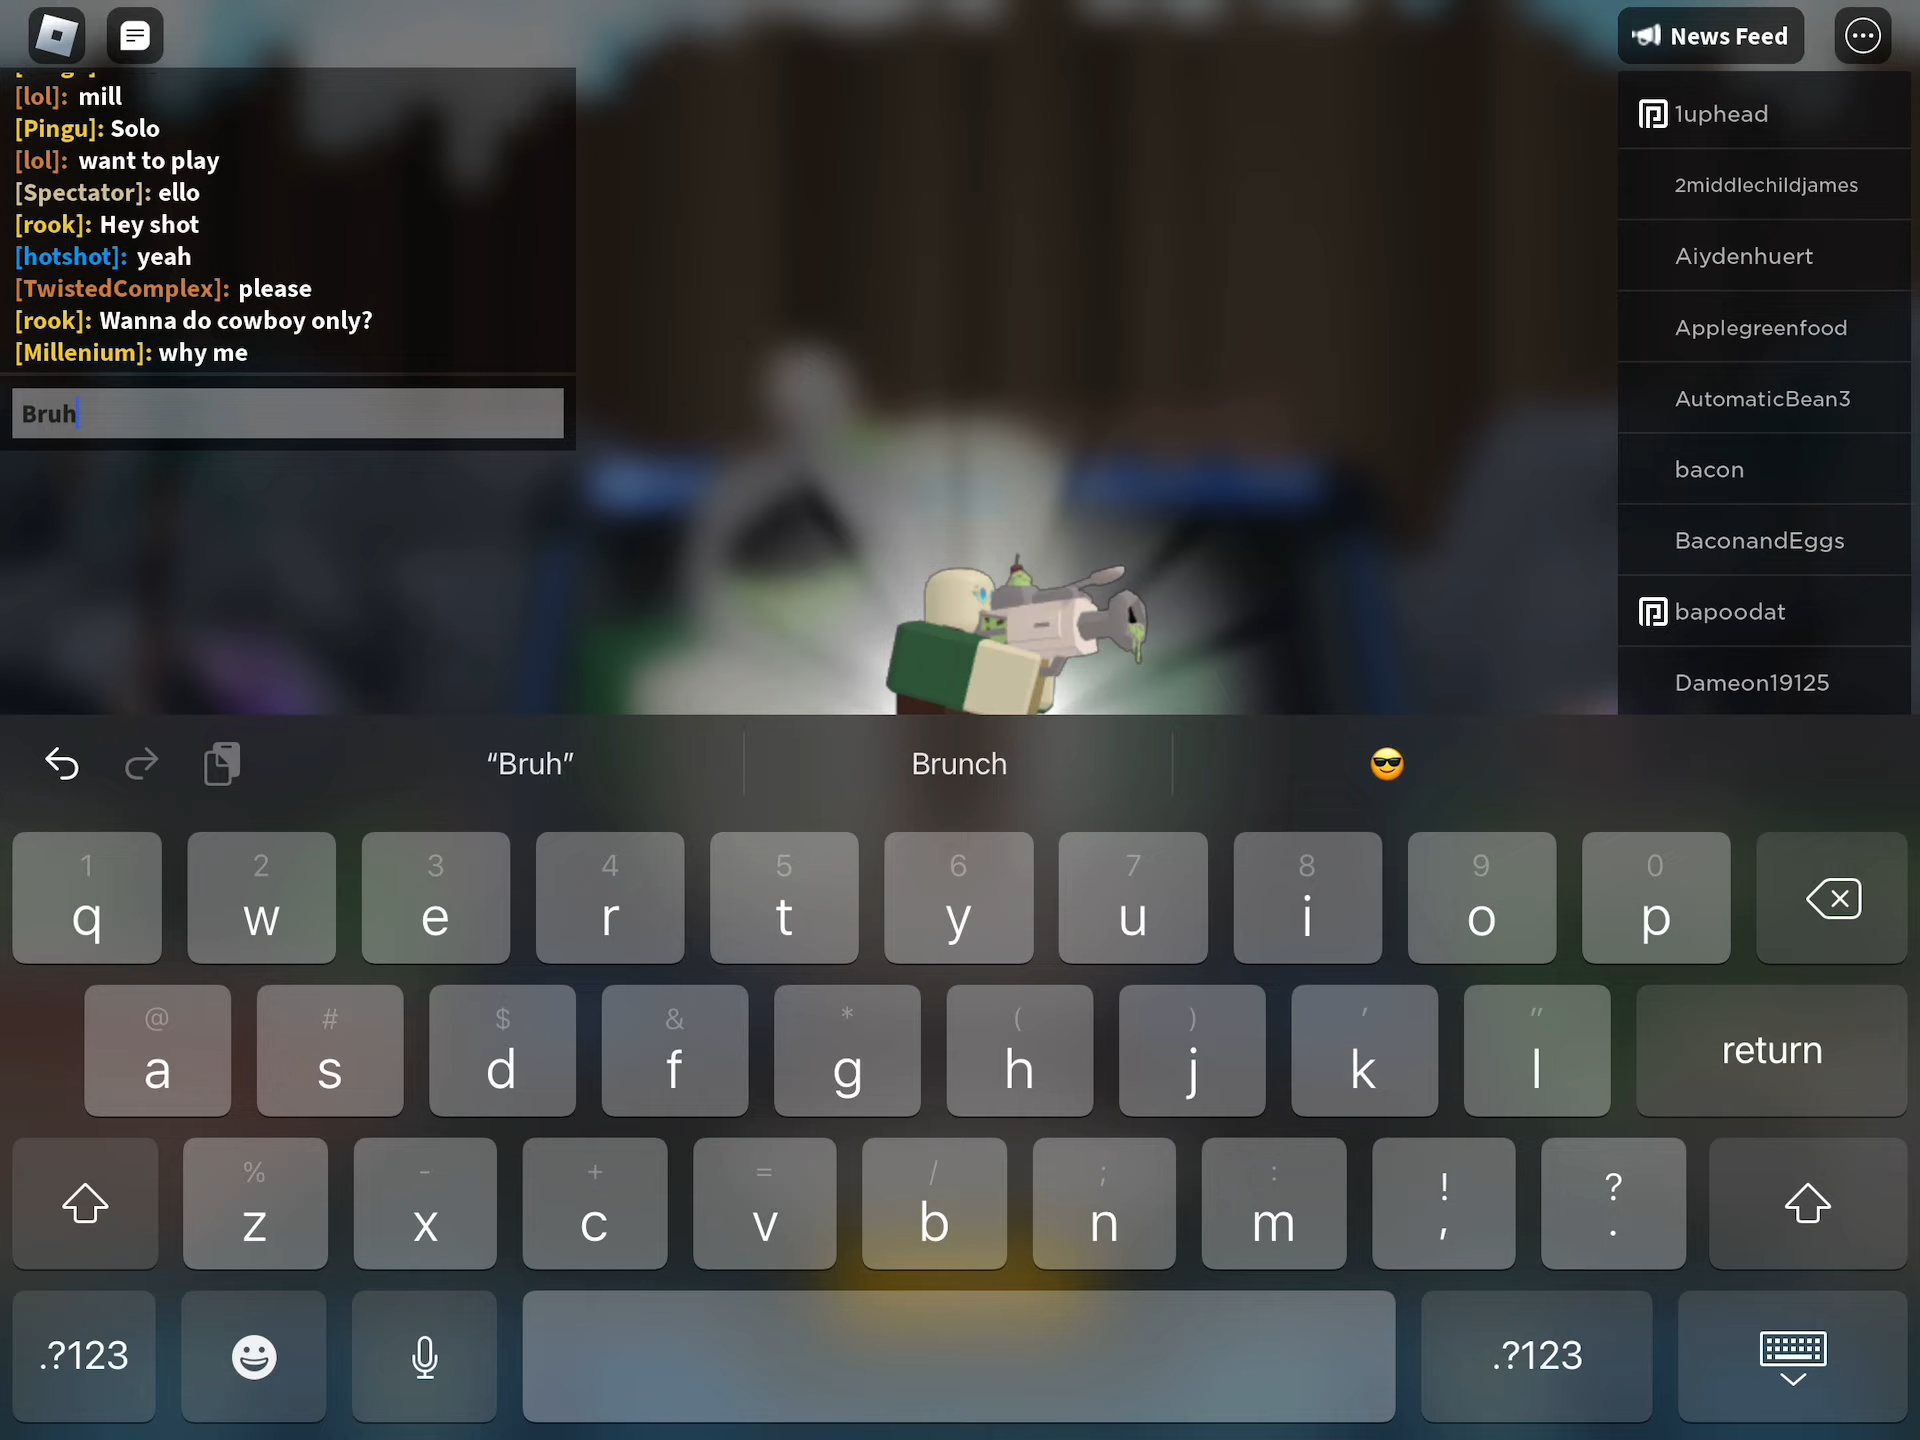 News Feed
[lol]: mill
[Pingu]: Solo
[lol]: want to play
[Spectator]: ello
[rook]: Hey shot
[hotshot]: yeah
[TwistedComplex]: please
[rook]: Wanna do cowboy only?
[Millenium]: why me
Bruh
1uphead
2middlechildjames
Aiydenhuert
Applegreenfood
AutomaticBean3
bacon
BaconandEggs
bapoodat
Dameon19125
“Bruh” Brunch 😎
1 2 3 4 5 6 7 8 9 0
q w e r t y u i o p
@ # $ & * ( ) ' "
a s d f g h j k l return
% - + = / ; : ! ?
z x c v b n m , .
.?123 .?123